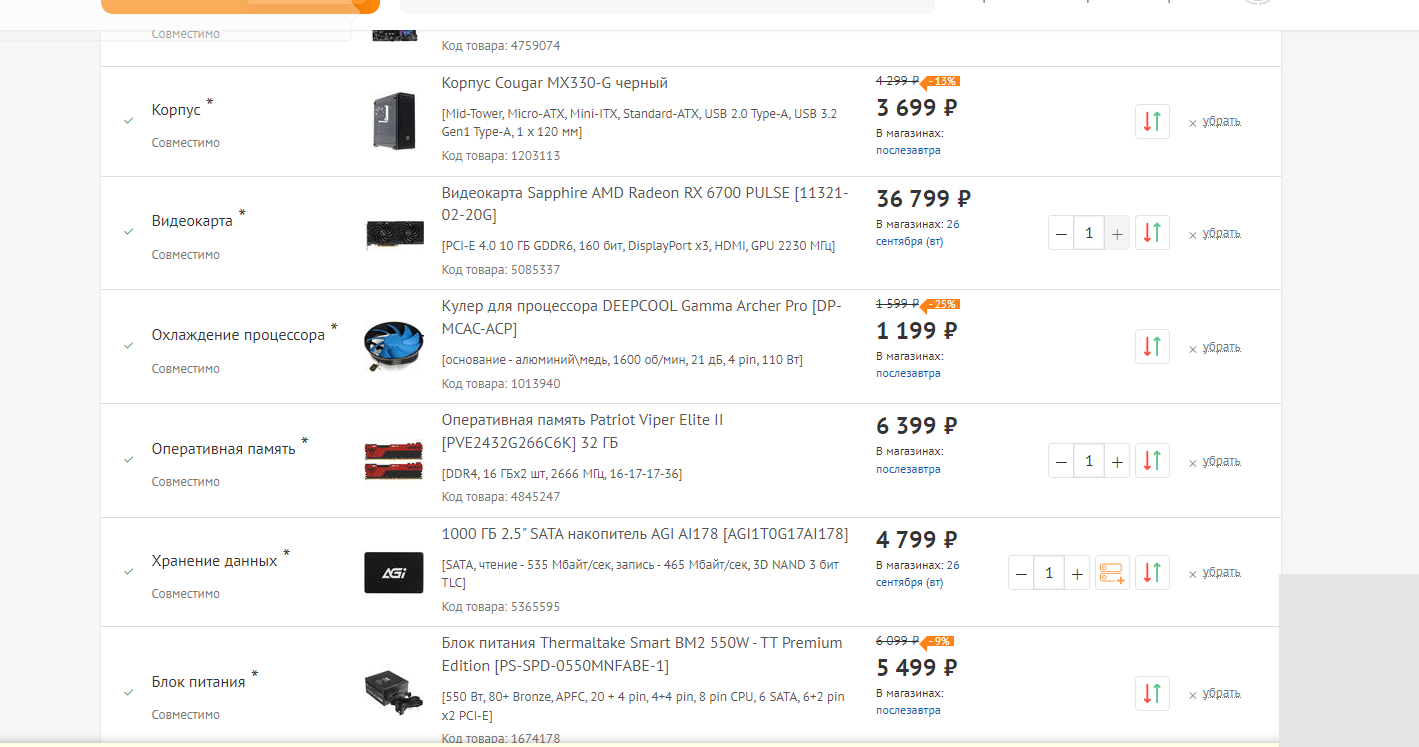 Совместимо
Код товара: 4759074
Корпус *
Совместимо
Корпус Cougar MX330-G черный
[Mid-Tower, Micro-ATX, Mini-ITX, Standard-ATX, USB 2.0 Type-A, USB 3.2
Gen1 Type-A, 1 x 120 мм]
Код товара: 1203113
4 299 ₽ -13%
3 699 ₽
В магазинах:
послезавтра
× убрать
Видеокарта *
Совместимо
Видеокарта Sapphire AMD Radeon RX 6700 PULSE [11321-
02-20G]
[PCI-E 4.0 10 ГБ GDDR6, 160 бит, DisplayPort x3, HDMI, GPU 2230 МГц]
Код товара: 5085337
36 799 ₽
В магазинах: 26
сентября (вт)
− 1 +
× убрать
Охлаждение процессора *
Совместимо
Кулер для процессора DEEPCOOL Gamma Archer Pro [DP-
MCAC-ACP]
[основание - алюминий\медь, 1600 об/мин, 21 дБ, 4 pin, 110 Вт]
Код товара: 1013940
1 599 ₽ -25%
1 199 ₽
В магазинах:
послезавтра
× убрать
Оперативная память *
Совместимо
Оперативная память Patriot Viper Elite II
[PVE2432G266C6K] 32 ГБ
[DDR4, 16 ГБx2 шт, 2666 МГц, 16-17-17-36]
Код товара: 4845247
6 399 ₽
В магазинах:
послезавтра
− 1 +
× убрать
Хранение данных *
Совместимо
AGI
1000 ГБ 2.5" SATA накопитель AGI AI178 [AGI1T0G17AI178]
[SATA, чтение - 535 Мбайт/сек, запись - 465 Мбайт/сек, 3D NAND 3 бит
TLC]
Код товара: 5365595
4 799 ₽
В магазинах: 26
сентября (вт)
− 1 +
× убрать
Блок питания *
Совместимо
Блок питания Thermaltake Smart BM2 550W - TT Premium
Edition [PS-SPD-0550MNFABE-1]
[550 Вт, 80+ Bronze, APFC, 20 + 4 pin, 4+4 pin, 8 pin CPU, 6 SATA, 6+2 pin
x2 PCI-E]
Код товара: 1674178
6 099 ₽ -9%
5 499 ₽
В магазинах:
послезавтра
× убрать